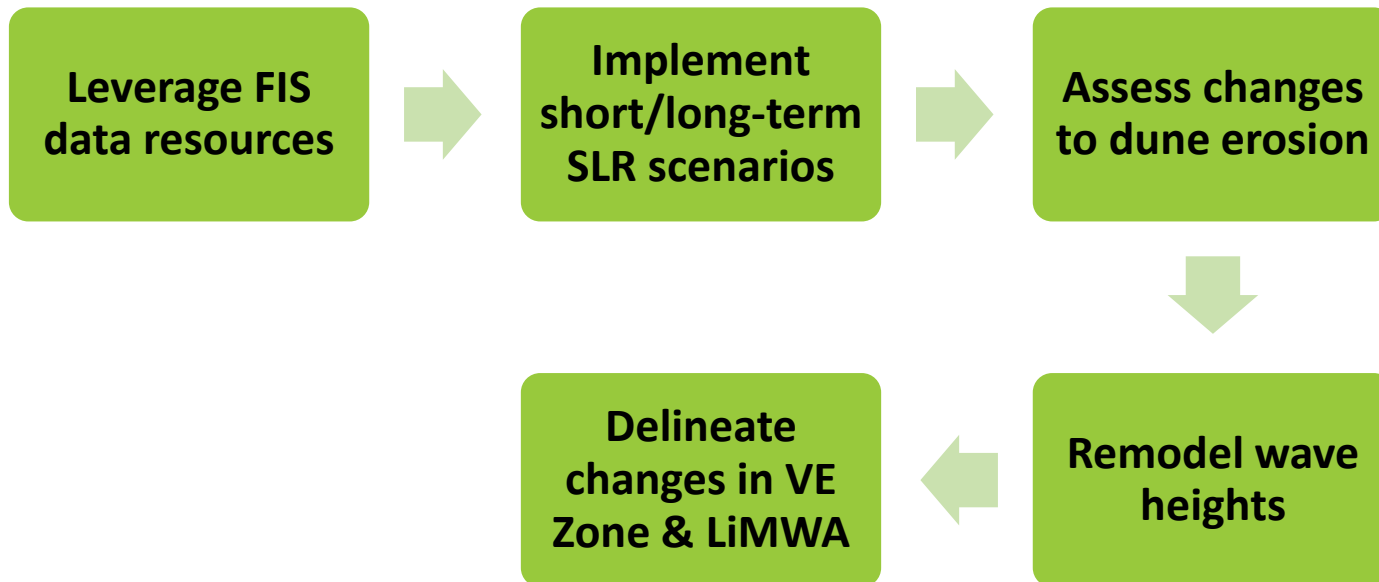 Leverage FIS
data resources
Implement
short/long-term
SLR scenarios
Assess changes
to dune erosion
Remodel wave
heights
Delineate
changes in VE
Zone & LiMWA